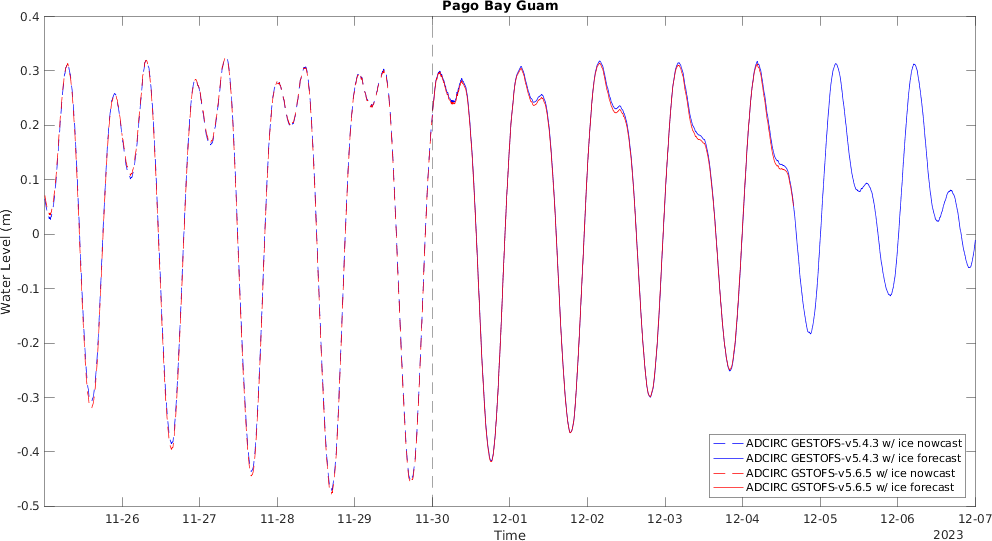 Pago Bay Guam
0.4
0.3
0.2
0.1
0
-0.1
-0.2
-0.3
-0.4
-0.5
Water Level (m)
ADCIRC GESTOFS-v5.4.3 w/ ice nowcast
ADCIRC GESTOFS-v5.4.3 w/ ice forecast
ADCIRC GSTOFS-v5.6.5 w/ ice nowcast
ADCIRC GSTOFS-v5.6.5 w/ ice forecast
11-26 11-27 11-28 11-29 11-30 12-01 12-02 12-03 12-04 12-05 12-06 12-07
Time
2023